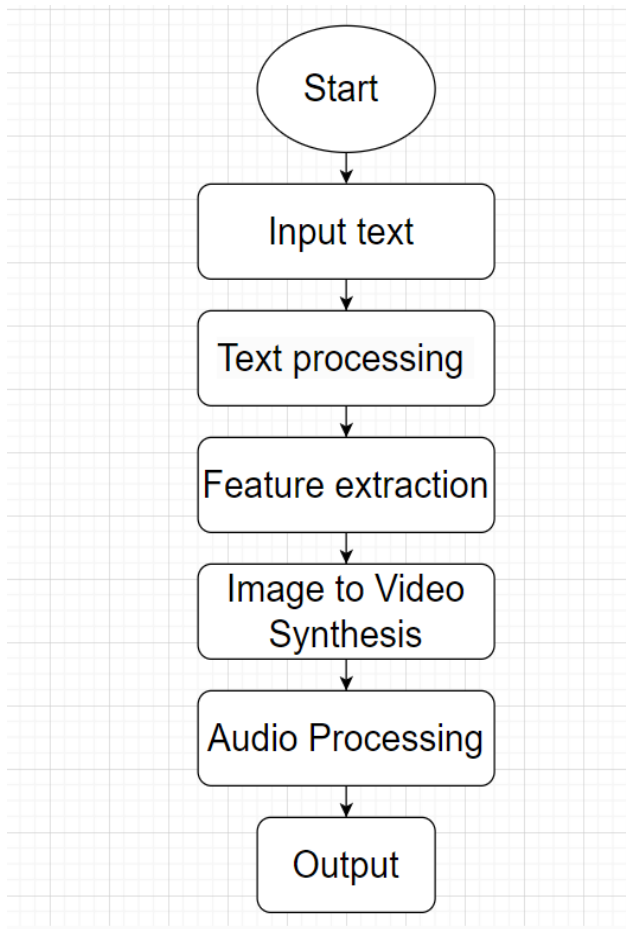 Start
Input text
Text processing
Feature extraction
Image to Video
Synthesis
Audio Processing
Output